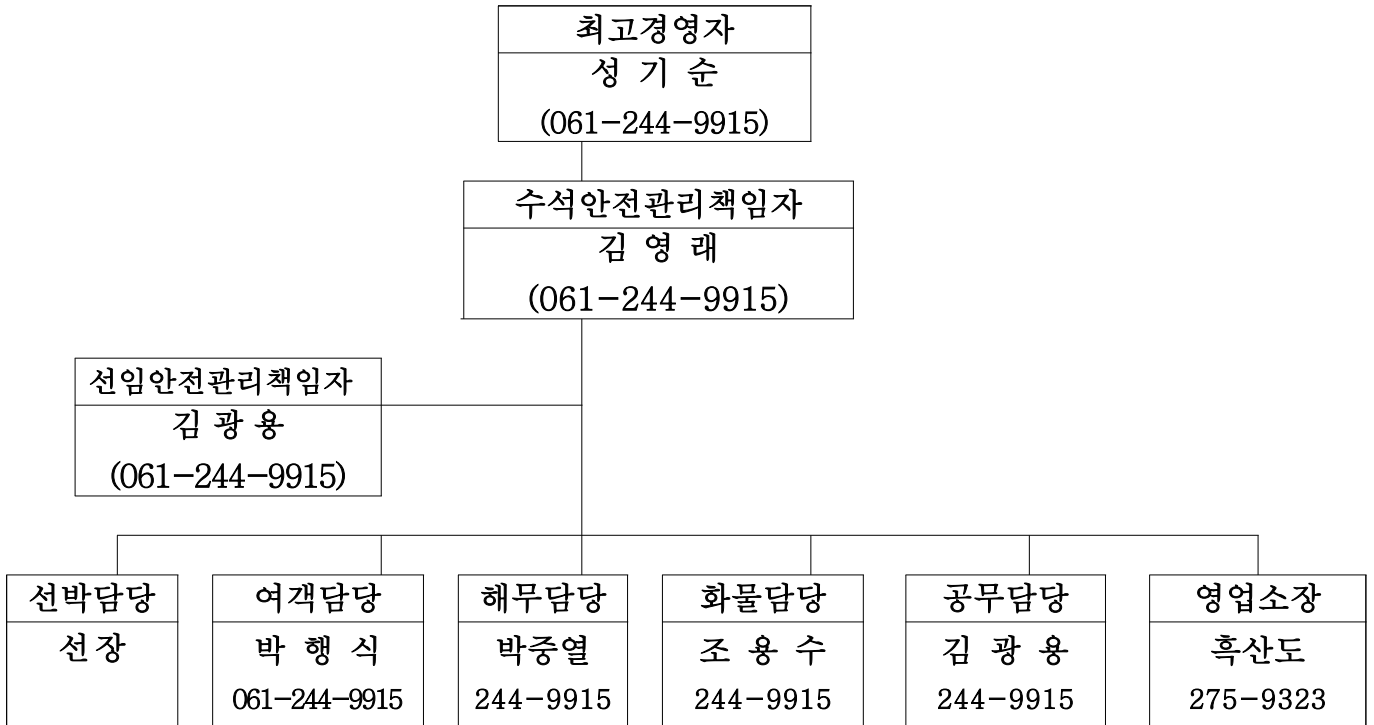 최고경영자
성 기 순
(061-244-9915)
수석안전관리책임자
김 영 래
(061-244-9915)
선임안전관리책임자
김 광 용
(061-244-9915)
선박담당 여객담당 해무담당 화물담당 공무담당 영업소장
선장 박 행 식 박중열 조 용 수 김 광 용 흑산도
061-244-9915 244-9915 244-9915 244-9915 275-9323